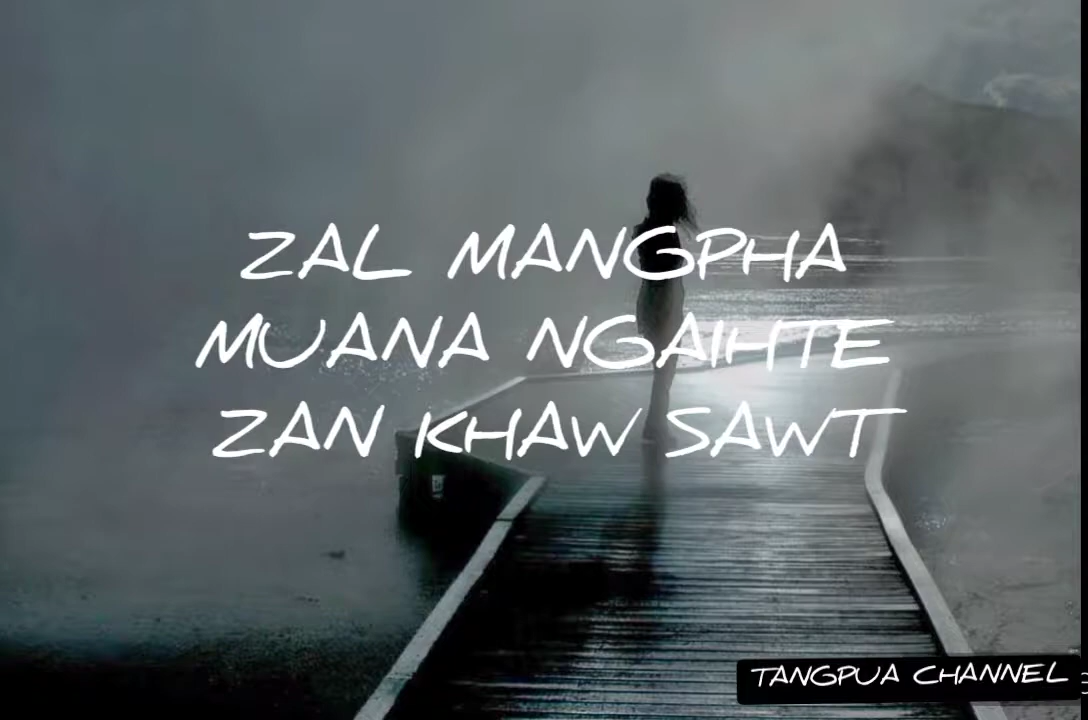 ZAL MANGPHA
MUANA NGAIHTE
ZAN KHAW SAWT
TANGPUA CHANNEL